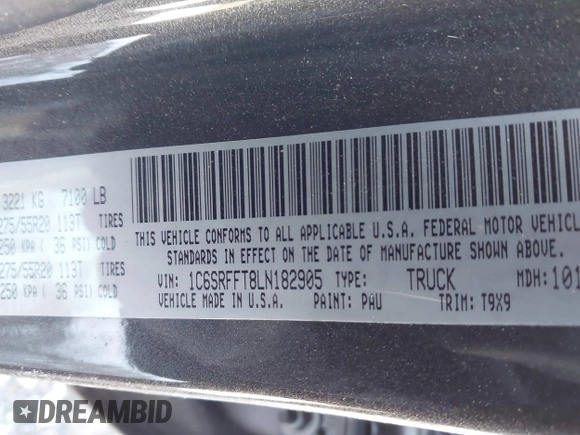 3221 KG 7100 LB
275/55R20 113T TIRES
250 KPA ( 36 PSI) COLD
275/55R20 113T TIRES
250 KPA ( 36 PSI) COLD
THIS VEHICLE CONFORMS TO ALL APPLICABLE U.S.A. FEDERAL MOTOR VEHICLE
STANDARDS IN EFFECT ON THE DATE OF MANUFACTURE SHOWN ABOVE.
VIN: 1C6SRFFT8LN182905 TYPE: TRUCK MDH: 101
VEHICLE MADE IN U.S.A. PAINT: PAU TRIM: T9X9
DREAMBID